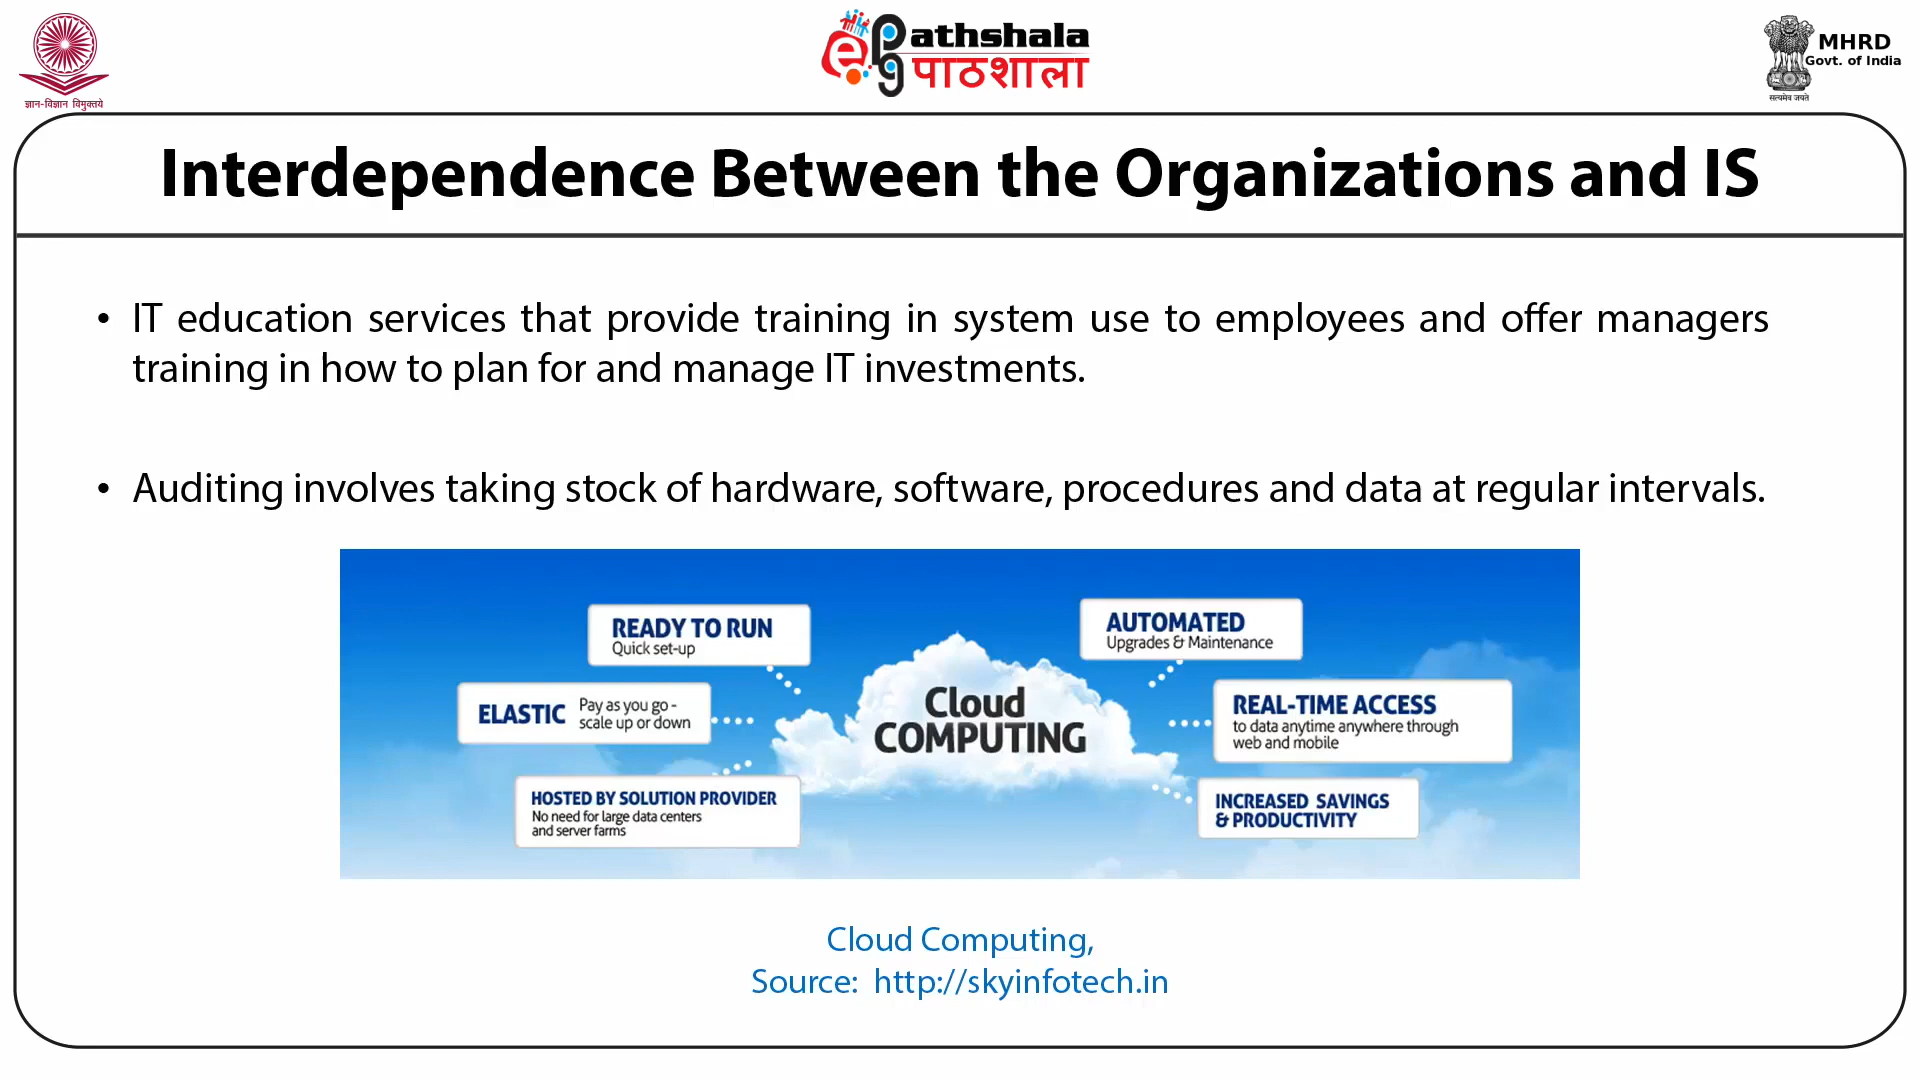 ज्ञान-विज्ञान विमुक्तये
ePathshala
पाठशाला
MHRD
Govt. of India
सत्यमेव जयते
Interdependence Between the Organizations and IS
• IT education services that provide training in system use to employees and offer managers
training in how to plan for and manage IT investments.
• Auditing involves taking stock of hardware, software, procedures and data at regular intervals.
READY TO RUN
Quick set-up
AUTOMATED
Upgrades & Maintenance
ELASTIC Pay as you go -
scale up or down
Cloud
COMPUTING
REAL-TIME ACCESS
to data anytime anywhere through
web and mobile
HOSTED BY SOLUTION PROVIDER
No need for large data centers
and server farms
INCREASED SAVINGS
& PRODUCTIVITY
Cloud Computing,
Source: http://skyinfotech.in